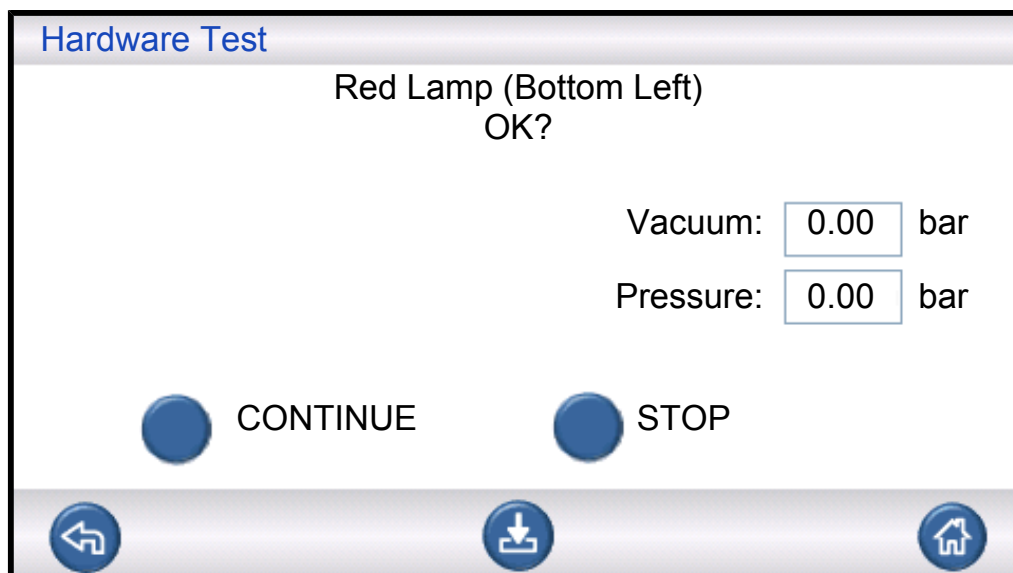 Hardware Test
Red Lamp (Bottom Left)
OK?
Vacuum: 0.00 bar
Pressure: 0.00 bar
CONTINUE STOP